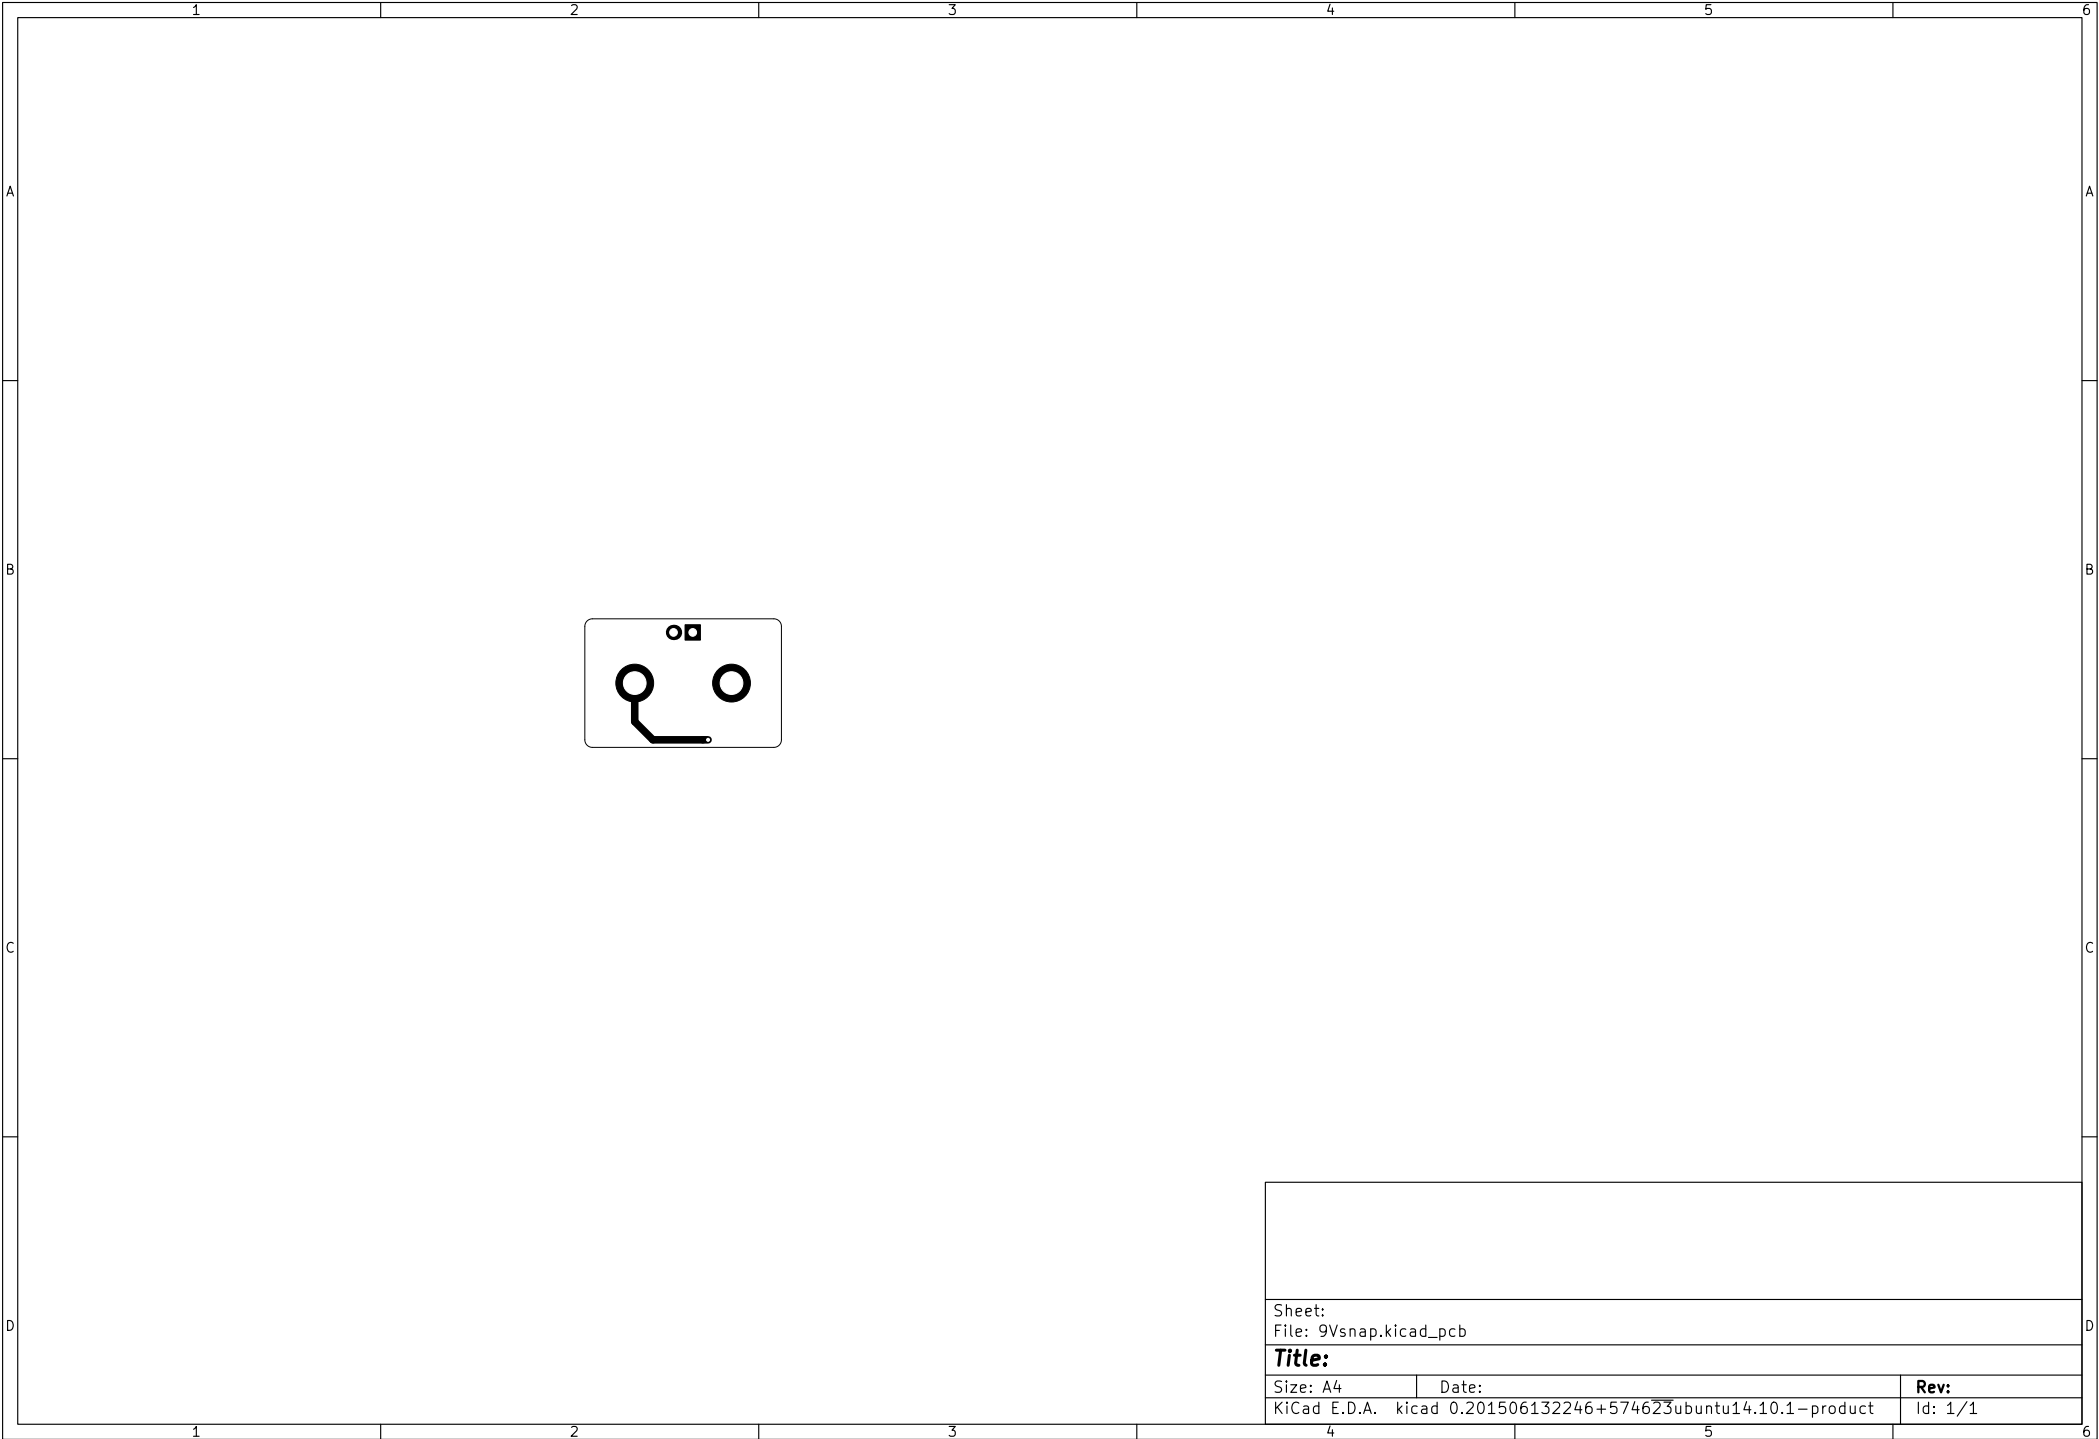 1 2 3 4 5 6
A A
B B
C C
Sheet:
D File: 9Vsnap.kicad_pcb D
Title:
Size: A4 Date: Rev:
KiCad E.D.A. kicad 0.201506132246+574623ubuntu14.10.1-product Id: 1/1
1 2 3 4 5 6